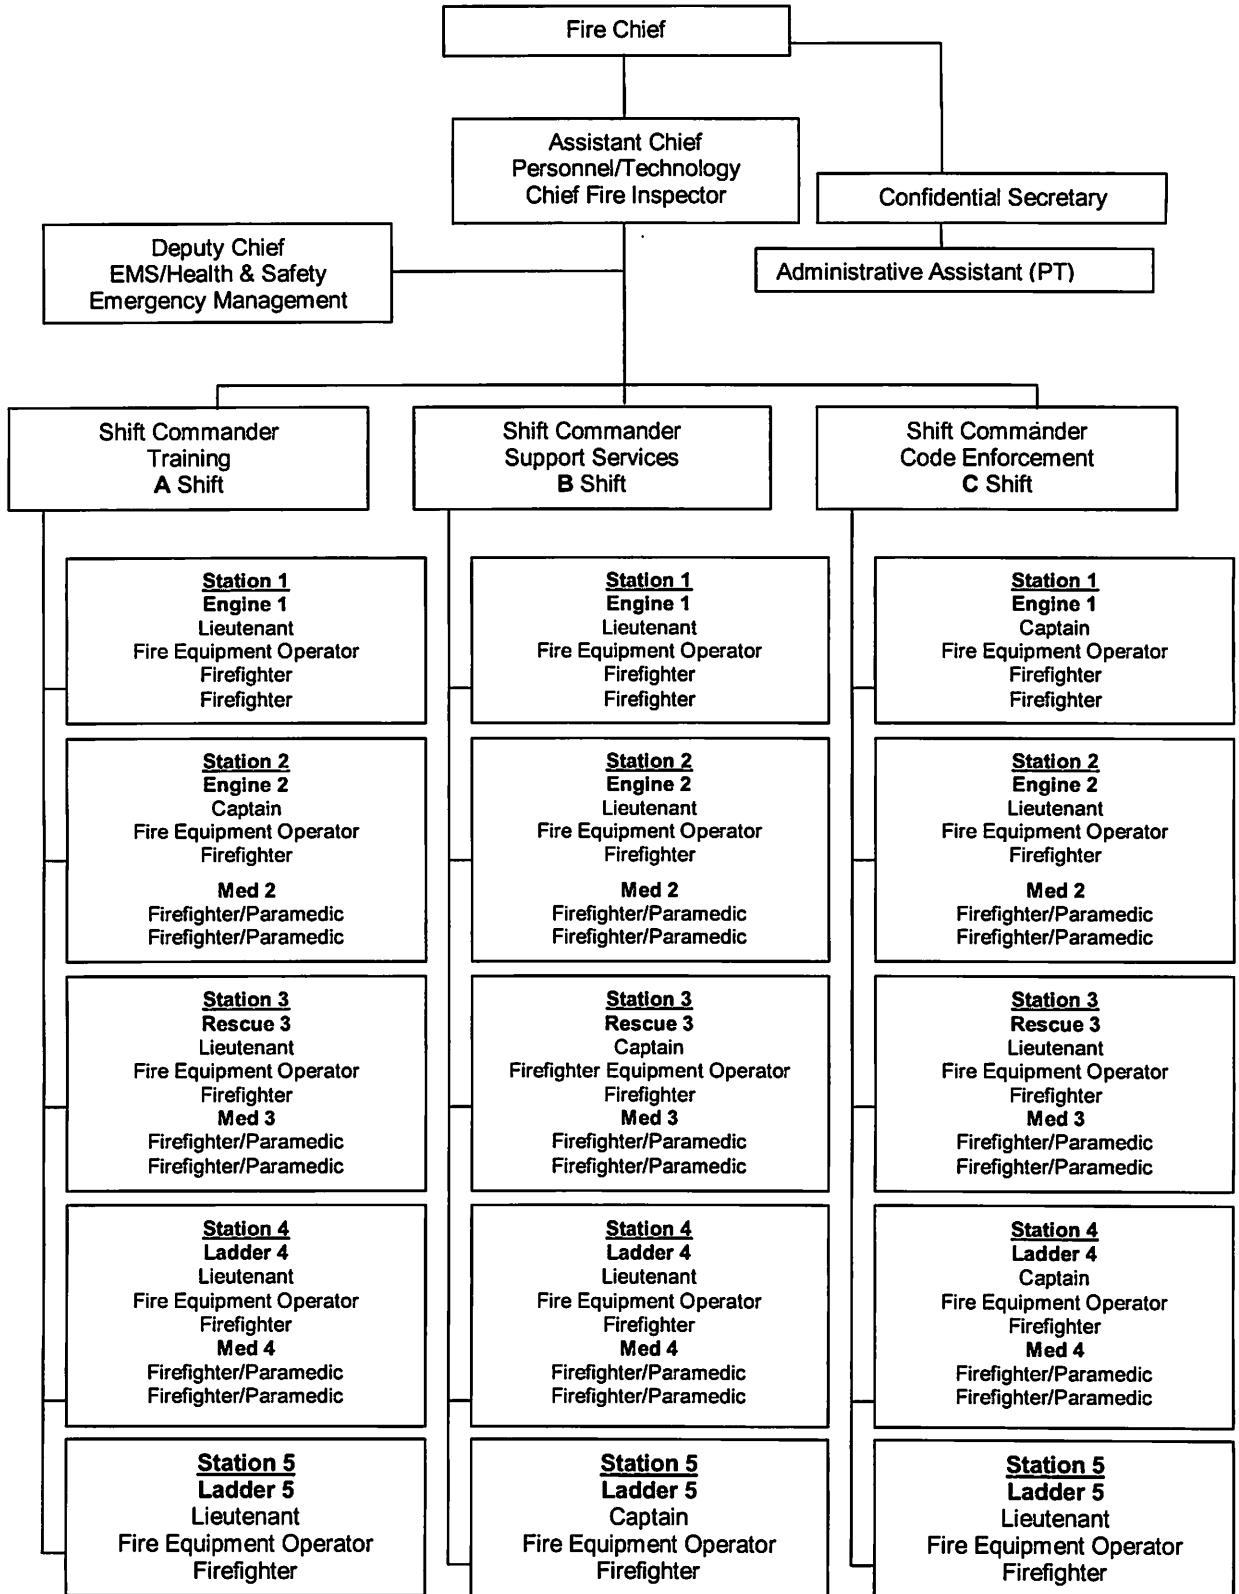 Fire Chief
Assistant Chief
Personnel/Technology
Chief Fire Inspector
Confidential Secretary
Administrative Assistant (PT)
Deputy Chief
EMS/Health & Safety
Emergency Management
Shift Commander
Training
A Shift
Station 1
Engine 1
Lieutenant
Fire Equipment Operator
Firefighter
Firefighter
Station 2
Engine 2
Captain
Fire Equipment Operator
Firefighter
Med 2
Firefighter/Paramedic
Firefighter/Paramedic
Station 3
Rescue 3
Lieutenant
Fire Equipment Operator
Firefighter
Med 3
Firefighter/Paramedic
Firefighter/Paramedic
Station 4
Ladder 4
Lieutenant
Fire Equipment Operator
Firefighter
Med 4
Firefighter/Paramedic
Firefighter/Paramedic
Station 5
Ladder 5
Lieutenant
Fire Equipment Operator
Firefighter
Shift Commander
Support Services
B Shift
Station 1
Engine 1
Lieutenant
Fire Equipment Operator
Firefighter
Firefighter
Station 2
Engine 2
Lieutenant
Fire Equipment Operator
Firefighter
Med 2
Firefighter/Paramedic
Firefighter/Paramedic
Station 3
Rescue 3
Captain
Firefighter Equipment Operator
Firefighter
Med 3
Firefighter/Paramedic
Firefighter/Paramedic
Station 4
Ladder 4
Lieutenant
Fire Equipment Operator
Firefighter
Med 4
Firefighter/Paramedic
Firefighter/Paramedic
Station 5
Ladder 5
Captain
Fire Equipment Operator
Firefighter
Shift Commander
Code Enforcement
C Shift
Station 1
Engine 1
Captain
Fire Equipment Operator
Firefighter
Firefighter
Station 2
Engine 2
Lieutenant
Fire Equipment Operator
Firefighter
Med 2
Firefighter/Paramedic
Firefighter/Paramedic
Station 3
Rescue 3
Lieutenant
Fire Equipment Operator
Firefighter
Med 3
Firefighter/Paramedic
Firefighter/Paramedic
Station 4
Ladder 4
Captain
Fire Equipment Operator
Firefighter
Med 4
Firefighter/Paramedic
Firefighter/Paramedic
Station 5
Ladder 5
Lieutenant
Fire Equipment Operator
Firefighter